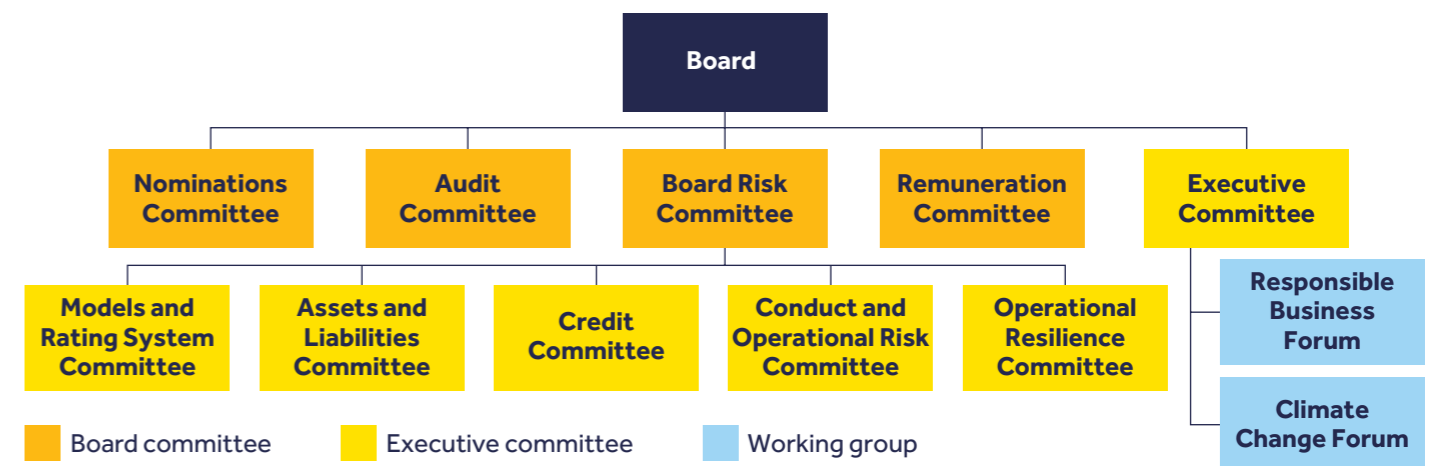 Board
Nominations
Committee
Audit
Committee
Board Risk
Committee
Remuneration
Committee
Executive
Committee
Models and
Rating System
Committee
Assets and
Liabilities
Committee
Credit
Committee
Conduct and
Operational Risk
Committee
Operational
Resilience
Committee
Responsible
Business
Forum
Climate
Change Forum
Board committee
Executive committee
Working group